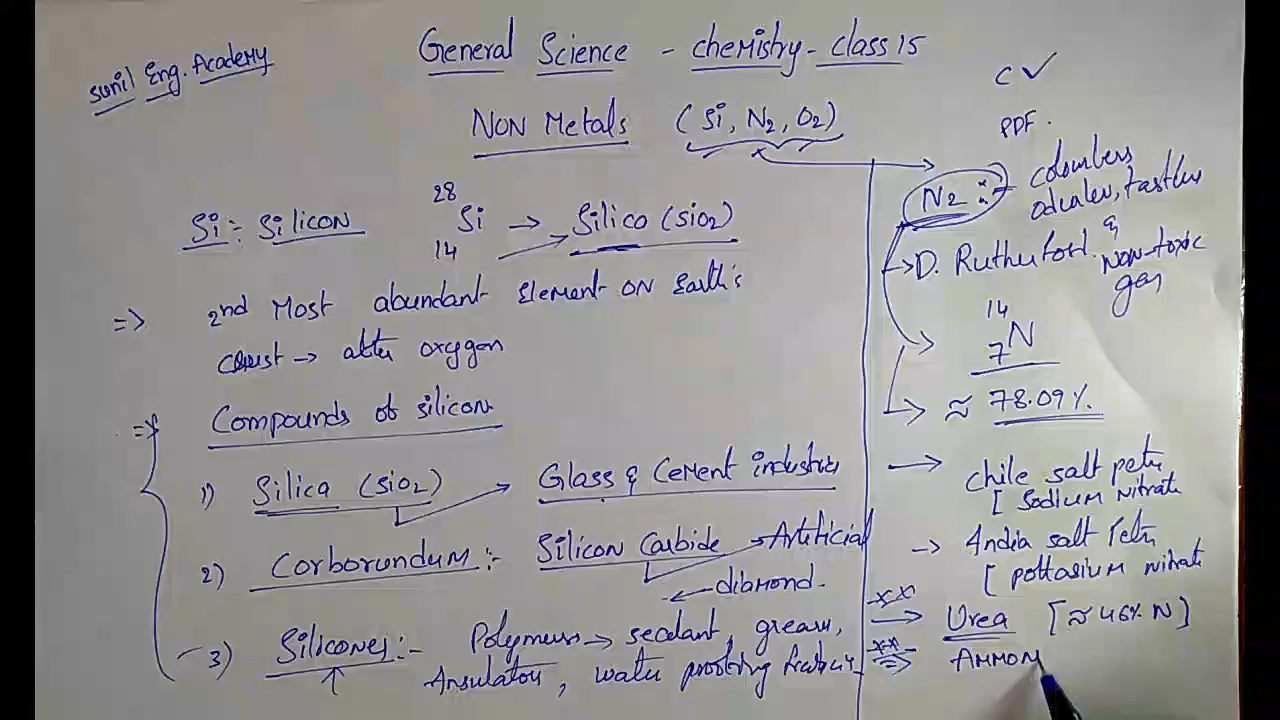 Sunil Eng. Academy
General Science - chemistry - class 15
C ✓
PDF.
NON Metals (Si, N2, O2)
Si: Silicon
28
14 Si → Silica (SiO2)
=> 2nd Most abundant Element ON Earth's
crust → after oxygen
=> Compounds of silicon
1) Silica (SiO2) → Glass & Cement industries
2) Corborundum :- Silicon Carbide → Artificial
diamond.
3) Silicones :- Polymers → sealant, grease,
Insulators, water proofing fabrics
N2 :- colourless
odourless, tasteless
&
Non-toxic
gas
→ D. Rutherford.
14
7 N
→ ≈ 78.09%
→ chile salt petre
[ Sodium Nitrate
→ India salt Petre
[ pottasium nitrate
xx → Urea [≈ 46% N]
xx => AMMON